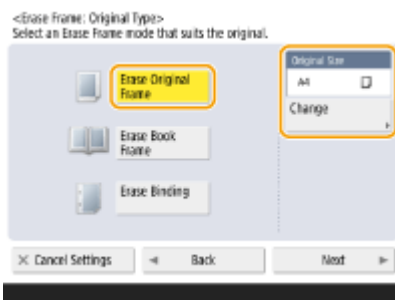 <Erase Frame: Original Type>
Select an Erase Frame mode that suits the original.
Original Size
Erase Original
Frame
A4
Change
Erase Book
Frame
Erase Binding
× Cancel Settings
Back
Next